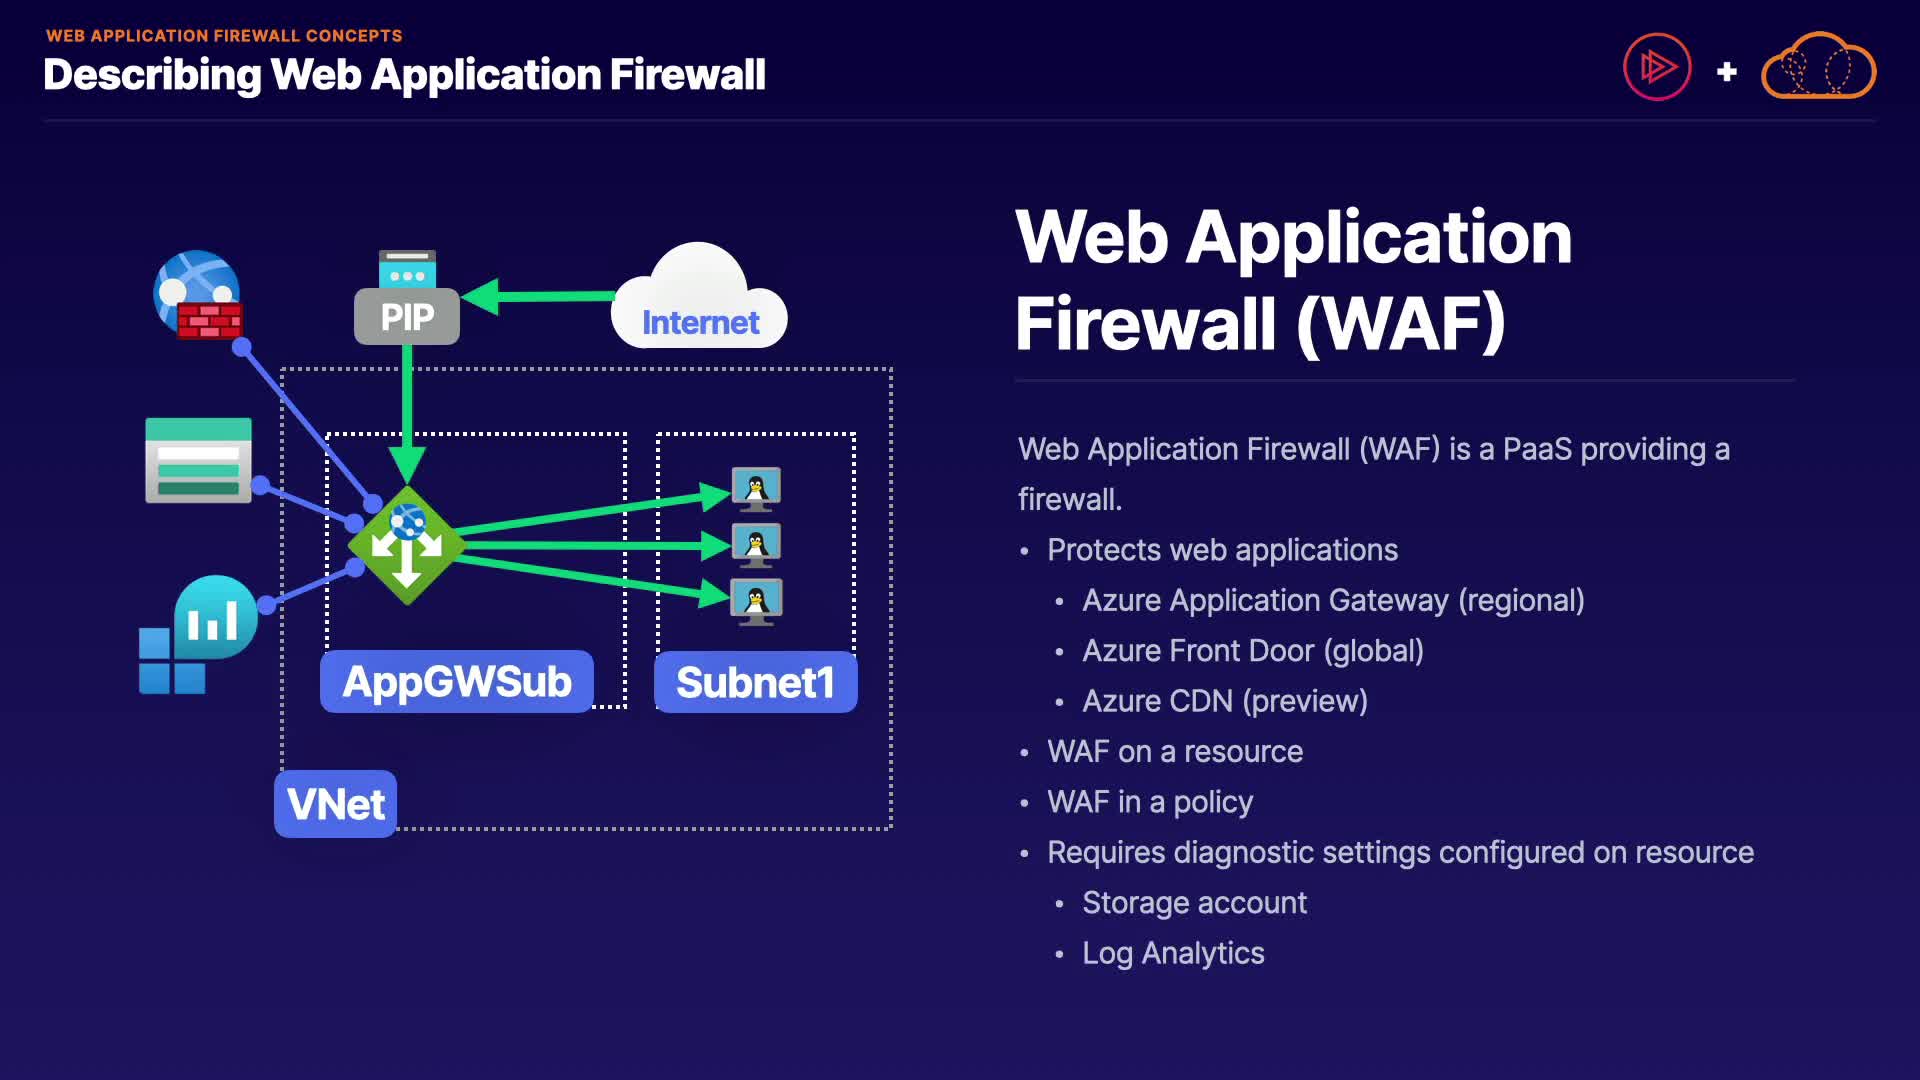 WEB APPLICATION FIREWALL CONCEPTS
Describing Web Application Firewall
PIP
Internet
AppGWSub
Subnet1
VNet
Web Application
Firewall (WAF)
Web Application Firewall (WAF) is a PaaS providing a
firewall.
• Protects web applications
• Azure Application Gateway (regional)
• Azure Front Door (global)
• Azure CDN (preview)
• WAF on a resource
• WAF in a policy
• Requires diagnostic settings configured on resource
• Storage account
• Log Analytics